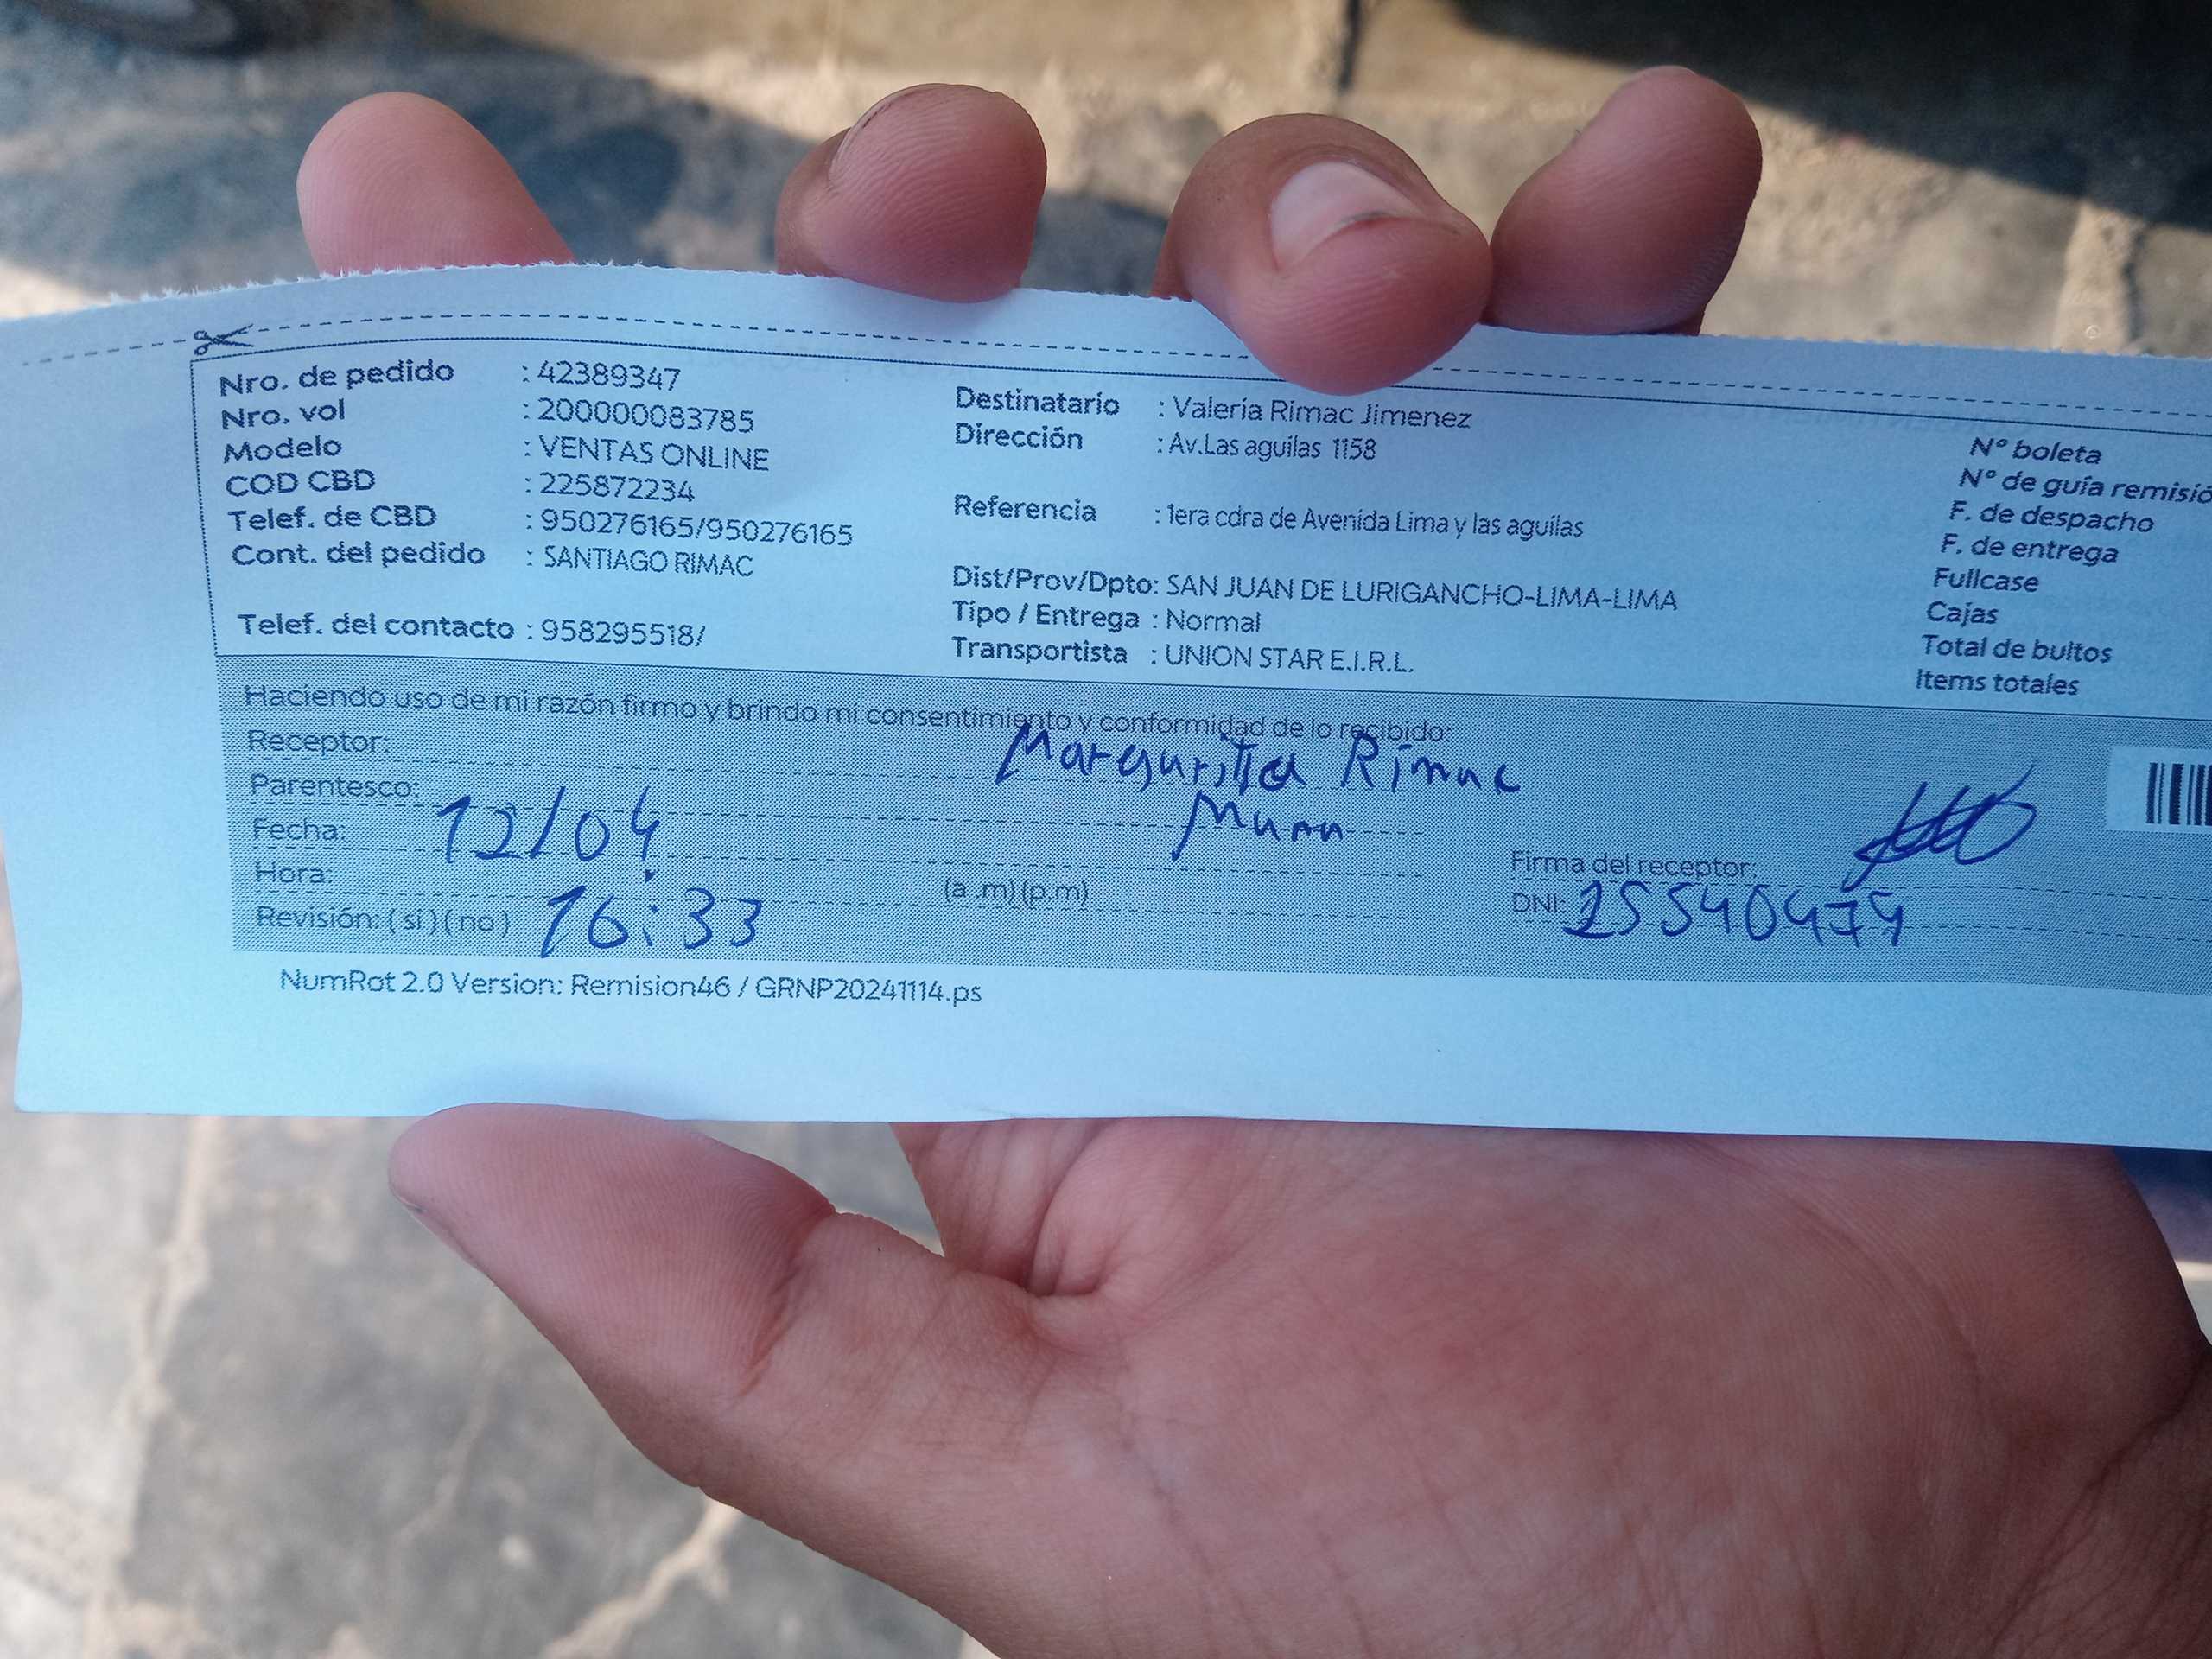 Nro. de pedido : 42389347
Nro. vol : 200000083785
Modelo : VENTAS ONLINE
COD CBD : 225872234
Telef. de CBD : 950276165/950276165
Cont. del pedido : SANTIAGO RIMAC
Telef. del contacto : 958295518/
Destinatario : Valeria Rimac Jimenez
Dirección : Av.Las aguilas 1158
Referencia : 1era cdra de Avenida Lima y las aguilas
Dist/Prov/Dpto: SAN JUAN DE LURIGANCHO-LIMA-LIMA
Tipo / Entrega : Normal
Transportista : UNION STAR E.I.R.L.
N° boleta
N° de guía remisió
F. de despacho
F. de entrega
Fullcase
Cajas
Total de bultos
Items totales
Haciendo uso de mi razón firmo y brindo mi consentimiento y conformidad de lo recibido:
Receptor: Margarita Rimac
Parentesco: Mama
Fecha: 12/04
Hora: 16:33 (a .m) (p.m)
Revisión: ( si ) ( no )
Firma del receptor:
DNI:
NumRot 2.0 Version: Remision46 / GRNP20241114.ps